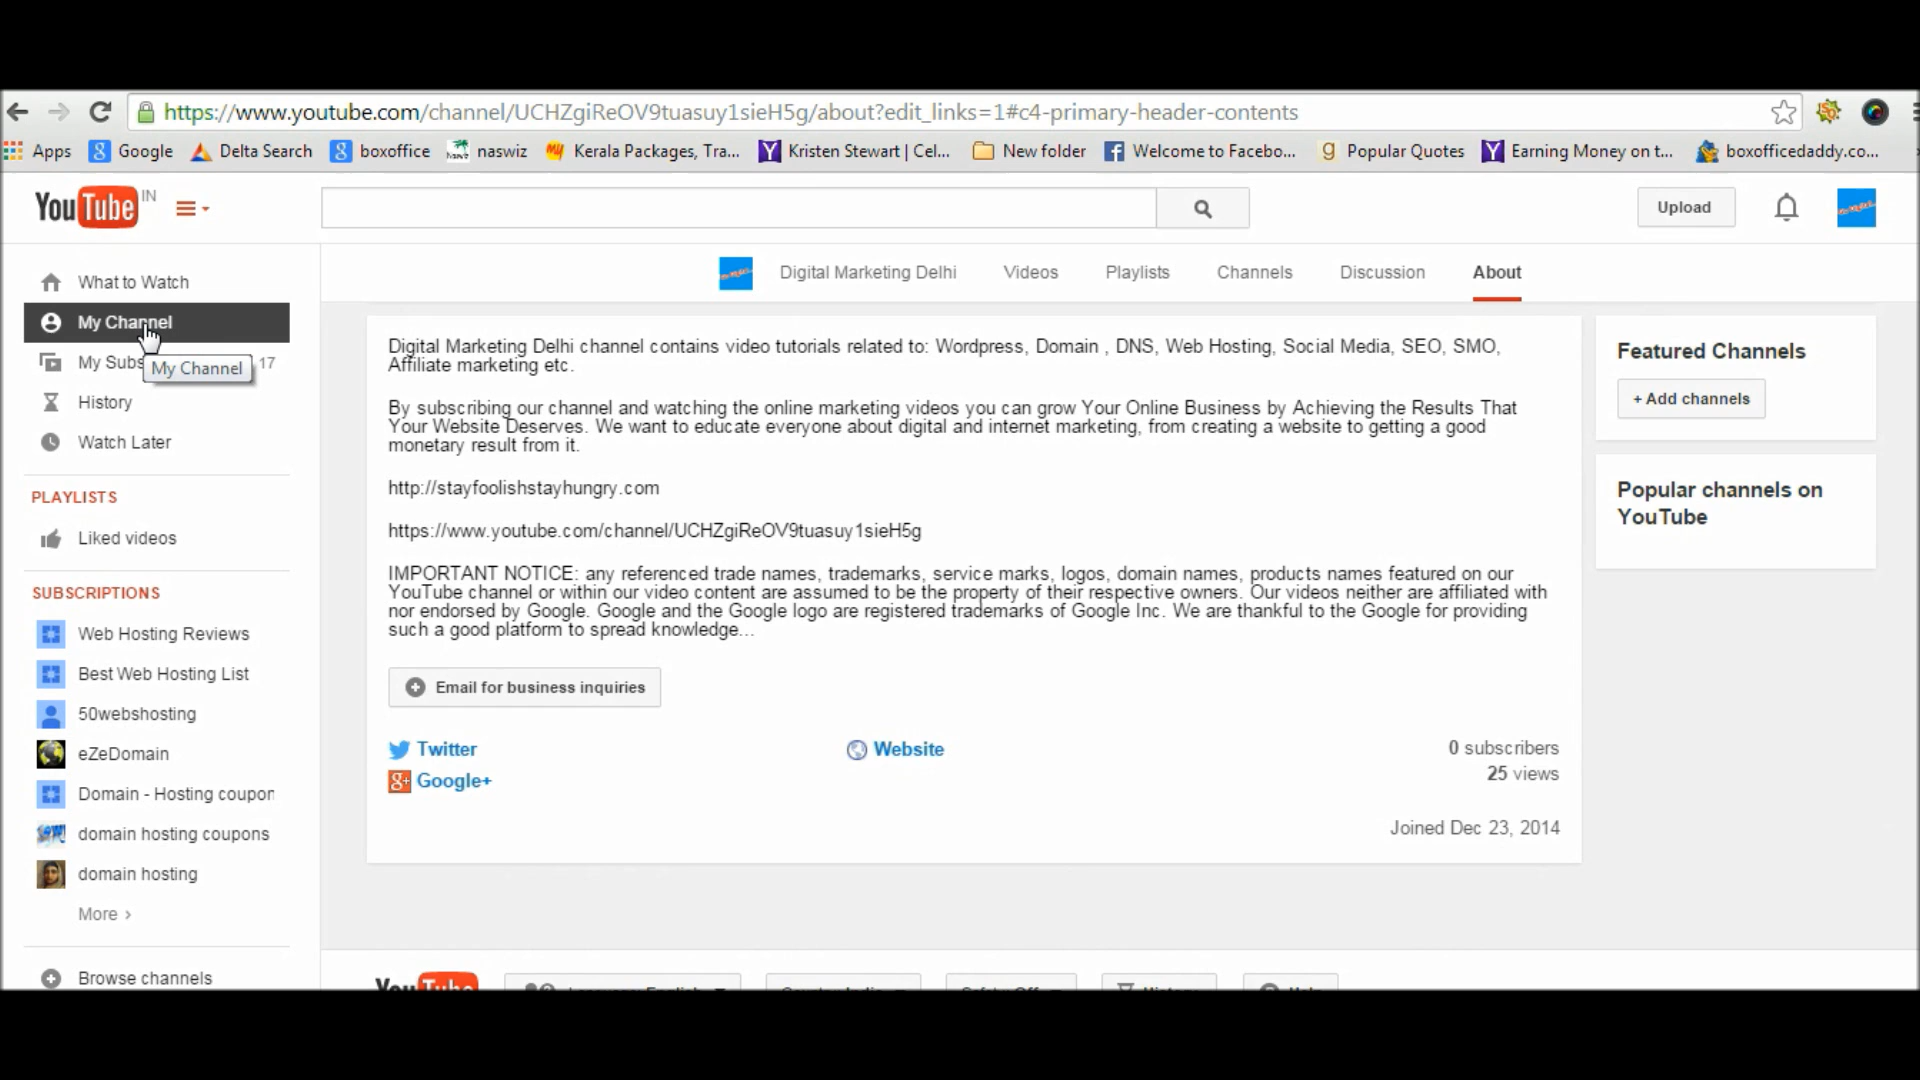 https://www.youtube.com/channel/UCHZgiReOV9tuasuy1sieH5g/about?edit_links=1#c4-primary-header-contents
Apps Google Delta Search boxoffice naswiz Kerala Packages, Tra... Kristen Stewart | Cel... New folder Welcome to Facebo... Popular Quotes Earning Money on t... boxofficedaddy.co...
YouTube IN
Upload
Digital Marketing Delhi Videos Playlists Channels Discussion About
What to Watch
My Channel
My Subs 17
My Channel
History
Watch Later
PLAYLISTS
Liked videos
SUBSCRIPTIONS
Web Hosting Reviews
Best Web Hosting List
50webshosting
eZeDomain
Domain - Hosting coupon
domain hosting coupons
domain hosting
More ›
Browse channels
Digital Marketing Delhi channel contains video tutorials related to: Wordpress, Domain , DNS, Web Hosting, Social Media, SEO, SMO,
Affiliate marketing etc.
By subscribing our channel and watching the online marketing videos you can grow Your Online Business by Achieving the Results That
Your Website Deserves. We want to educate everyone about digital and internet marketing, from creating a website to getting a good
monetary result from it.
http://stayfoolishstayhungry.com
https://www.youtube.com/channel/UCHZgiReOV9tuasuy1sieH5g
IMPORTANT NOTICE: any referenced trade names, trademarks, service marks, logos, domain names, products names featured on our
YouTube channel or within our video content are assumed to be the property of their respective owners. Our videos neither are affiliated with
nor endorsed by Google. Google and the Google logo are registered trademarks of Google Inc. We are thankful to the Google for providing
such a good platform to spread knowledge...
Email for business inquiries
Twitter Website
Google+
0 subscribers
25 views
Joined Dec 23, 2014
Featured Channels
+ Add channels
Popular channels on
YouTube
YouTube